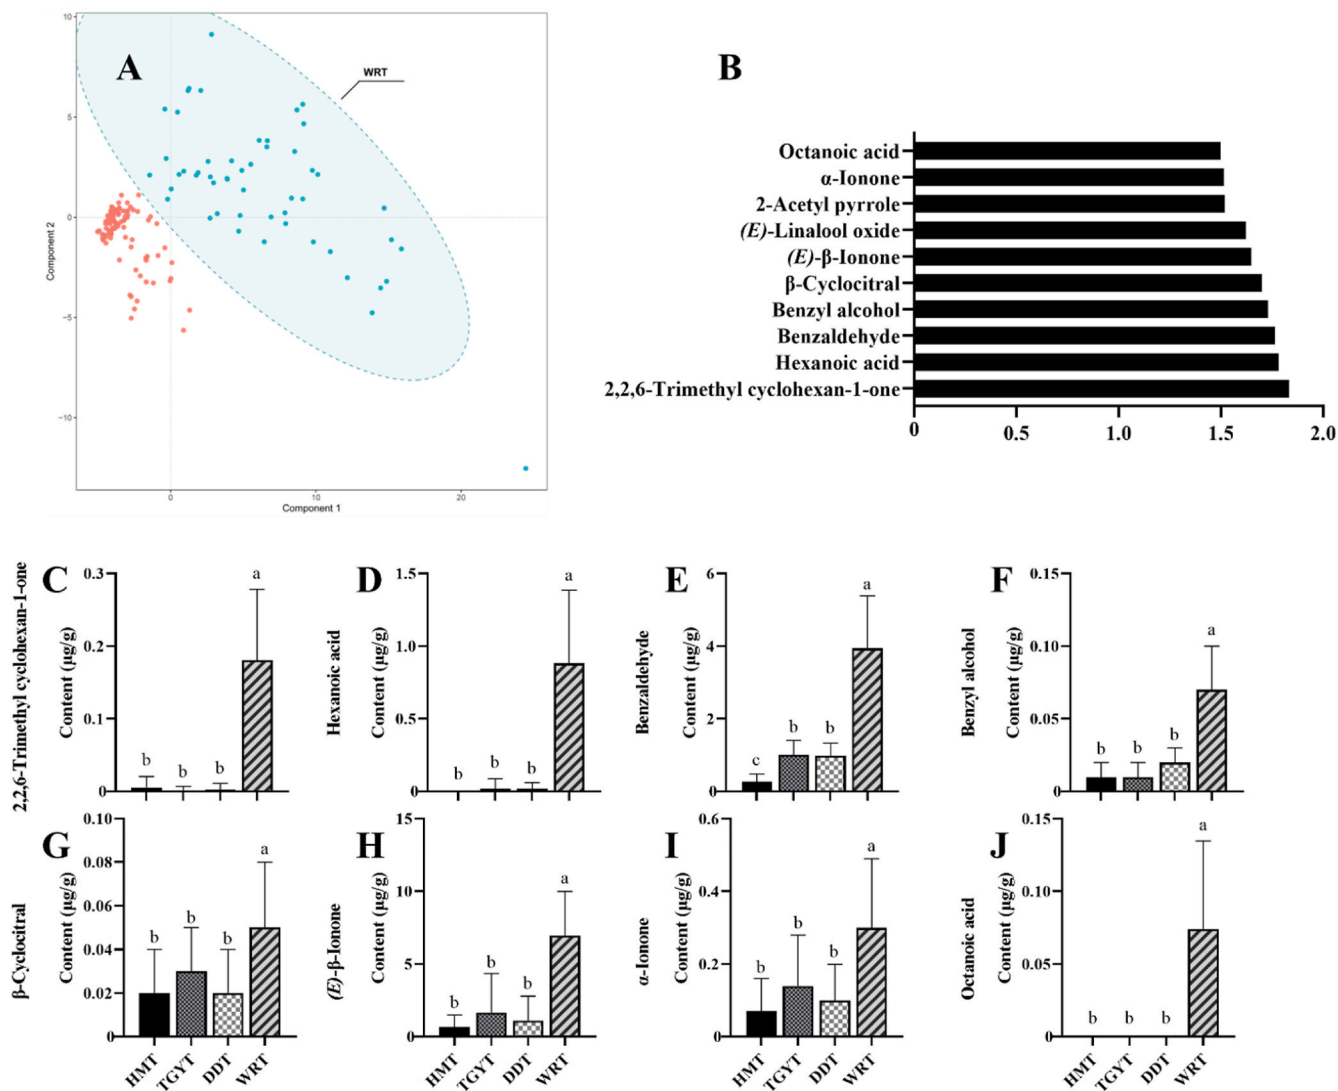 A
WRT
10
5
0
−5
−10
Component 2
0
10
20
Component 1
B
Octanoic acid
α-Ionone
2-Acetyl pyrrole
(E)-Linalool oxide
(E)-β-Ionone
β-Cyclocitral
Benzyl alcohol
Benzaldehyde
Hexanoic acid
2,2,6-Trimethyl cyclohexan-1-one
0
0.5
1.0
1.5
2.0
C
2,2,6-Trimethyl cyclohexan-1-one
Content (μg/g)
0.3
0.2
0.1
0
b
b
b
a
D
Hexanoic acid
Content (μg/g)
1.5
1.0
0.5
0
b
b
b
a
E
Benzaldehyde
Content (μg/g)
6
4
2
0
c
b
b
a
F
Benzyl alcohol
Content (μg/g)
0.15
0.10
0.05
0
b
b
b
a
G
β-Cyclocitral
Content (μg/g)
0.10
0.08
0.06
0.04
0.02
0
b
b
b
a
HMT
TGYT
DDT
WRT
H
(E)-β-Ionone
Content (μg/g)
15
10
5
0
b
b
b
a
HMT
TGYT
DDT
WRT
I
α-Ionone
Content (μg/g)
0.6
0.4
0.2
0
b
b
b
a
HMT
TGYT
DDT
WRT
J
Octanoic acid
Content (μg/g)
0.15
0.10
0.05
0
b
b
b
a
HMT
TGYT
DDT
WRT